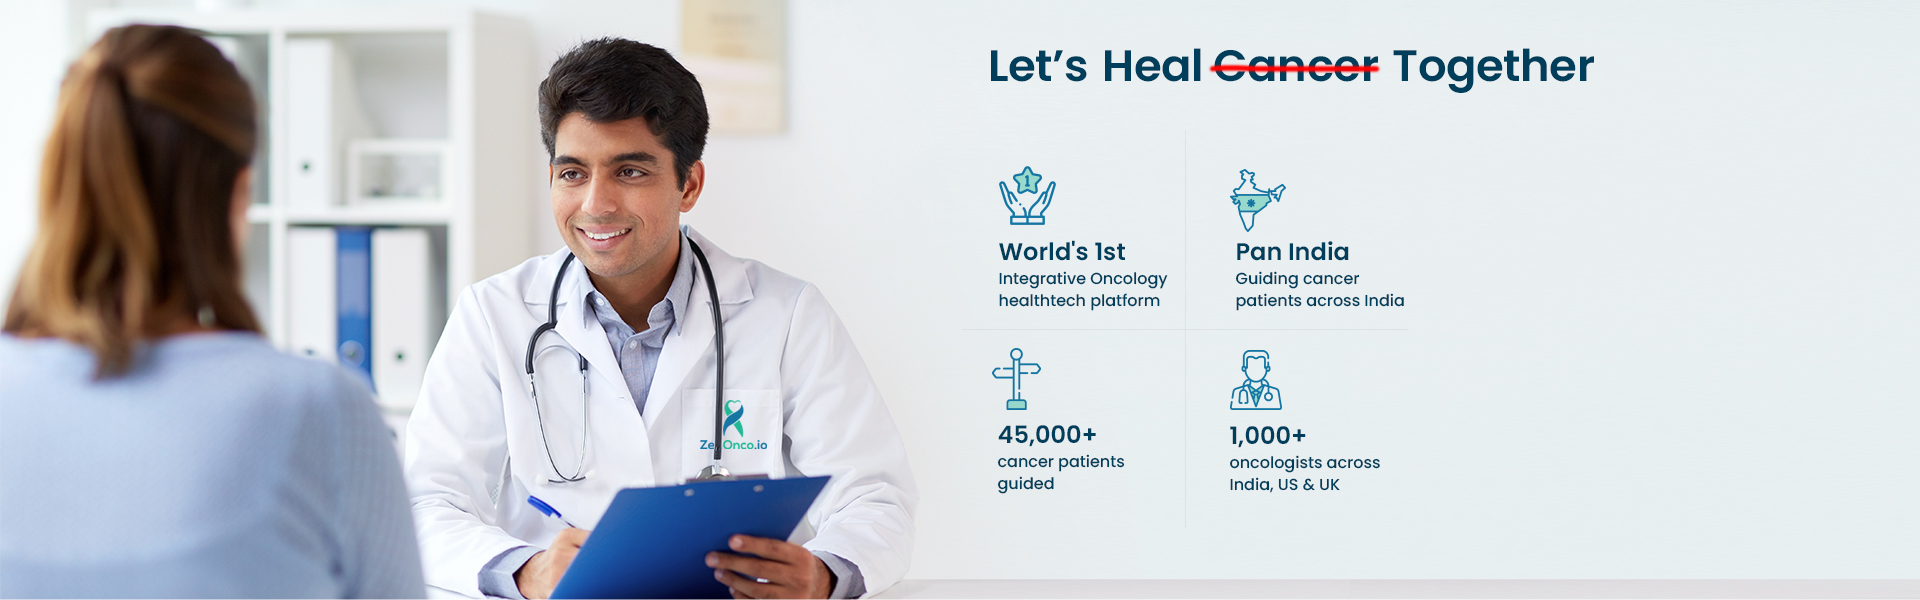 Let's Heal Cancer Together
1
World's 1st
Integrative Oncology
healthtech platform
Pan India
Guiding cancer
patients across India
45,000+
cancer patients
guided
1,000+
oncologists across
India, US & UK
Onco.io